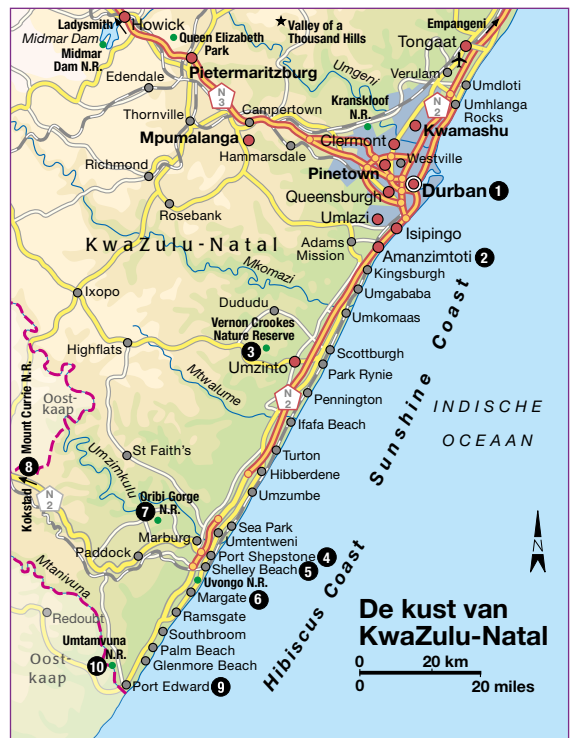 Ladysmith
Howick
Midmar Dam
Midmar
Dam N.R.
Queen Elizabeth
Park
Valley of a
Thousand Hills
Empangeni
Tongaat
Pietermaritzburg
Edendale
Umgeni
Verulam
Umdloti
N
3
Kranskloof
N.R.
N
2
Umhlanga
Rocks
Thornville
Campertown
Mpumalanga
Clermont
Kwamashu
Hammarsdale
Westville
Richmond
Pinetown
Durban 1
Queensburgh
Rosebank
Umlazi
Isipingo
KwaZulu-Natal
Adams
Mission
Amanzimtoti 2
Mkomazi
Kingsburgh
Ixopo
Umgababa
Dududu
Umkomaas
Vernon Crookes
Nature Reserve
3
Highflats
Scottburgh
Umzinto
Park Rynie
Mtwalume
Sunshine Coast
Oost-
kaap
N
2
Pennington
INDISCHE
OCEAAN
Ifafa Beach
8 Mount Currie N.R.
Kokstad
St Faith's
Turton
Umzimkulu
Hibberdene
N
2
Oribi Gorge
N.R.
7
Umzumbe
Sea Park
Marburg
Umtentweni
Paddock
Port Shepstone 4
Shelley Beach 5
Mtanivuna
Uvongo N.R.
Margate 6
Hibiscus Coast
N
Redoubt
Ramsgate
De kust van
KwaZulu-Natal
Umtamvuna
N.R.
10
Southbroom
Oost-
kaap
Palm Beach
Glenmore Beach
Port Edward 9
0 20 km
0 20 miles